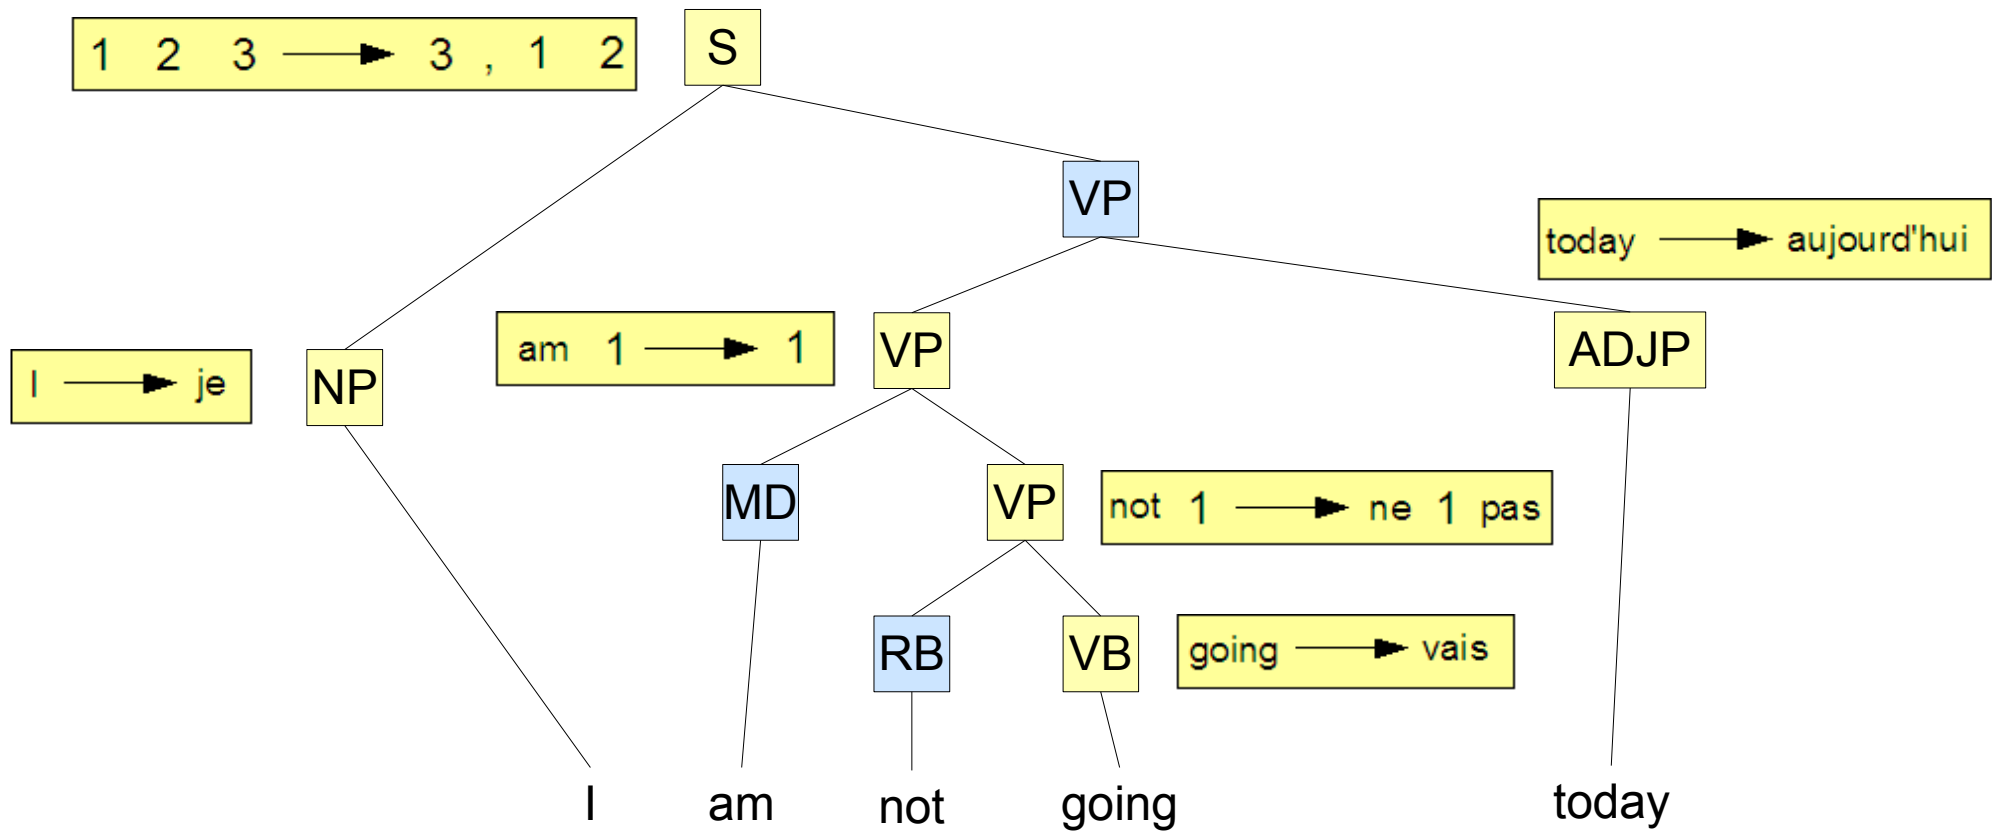 1 2 3 → 3 , 1 2
S
VP
today → aujourd'hui
am 1 → 1
VP
ADJP
I → je
NP
MD
VP
not 1 → ne 1 pas
RB
VB
going → vais
I am not going today